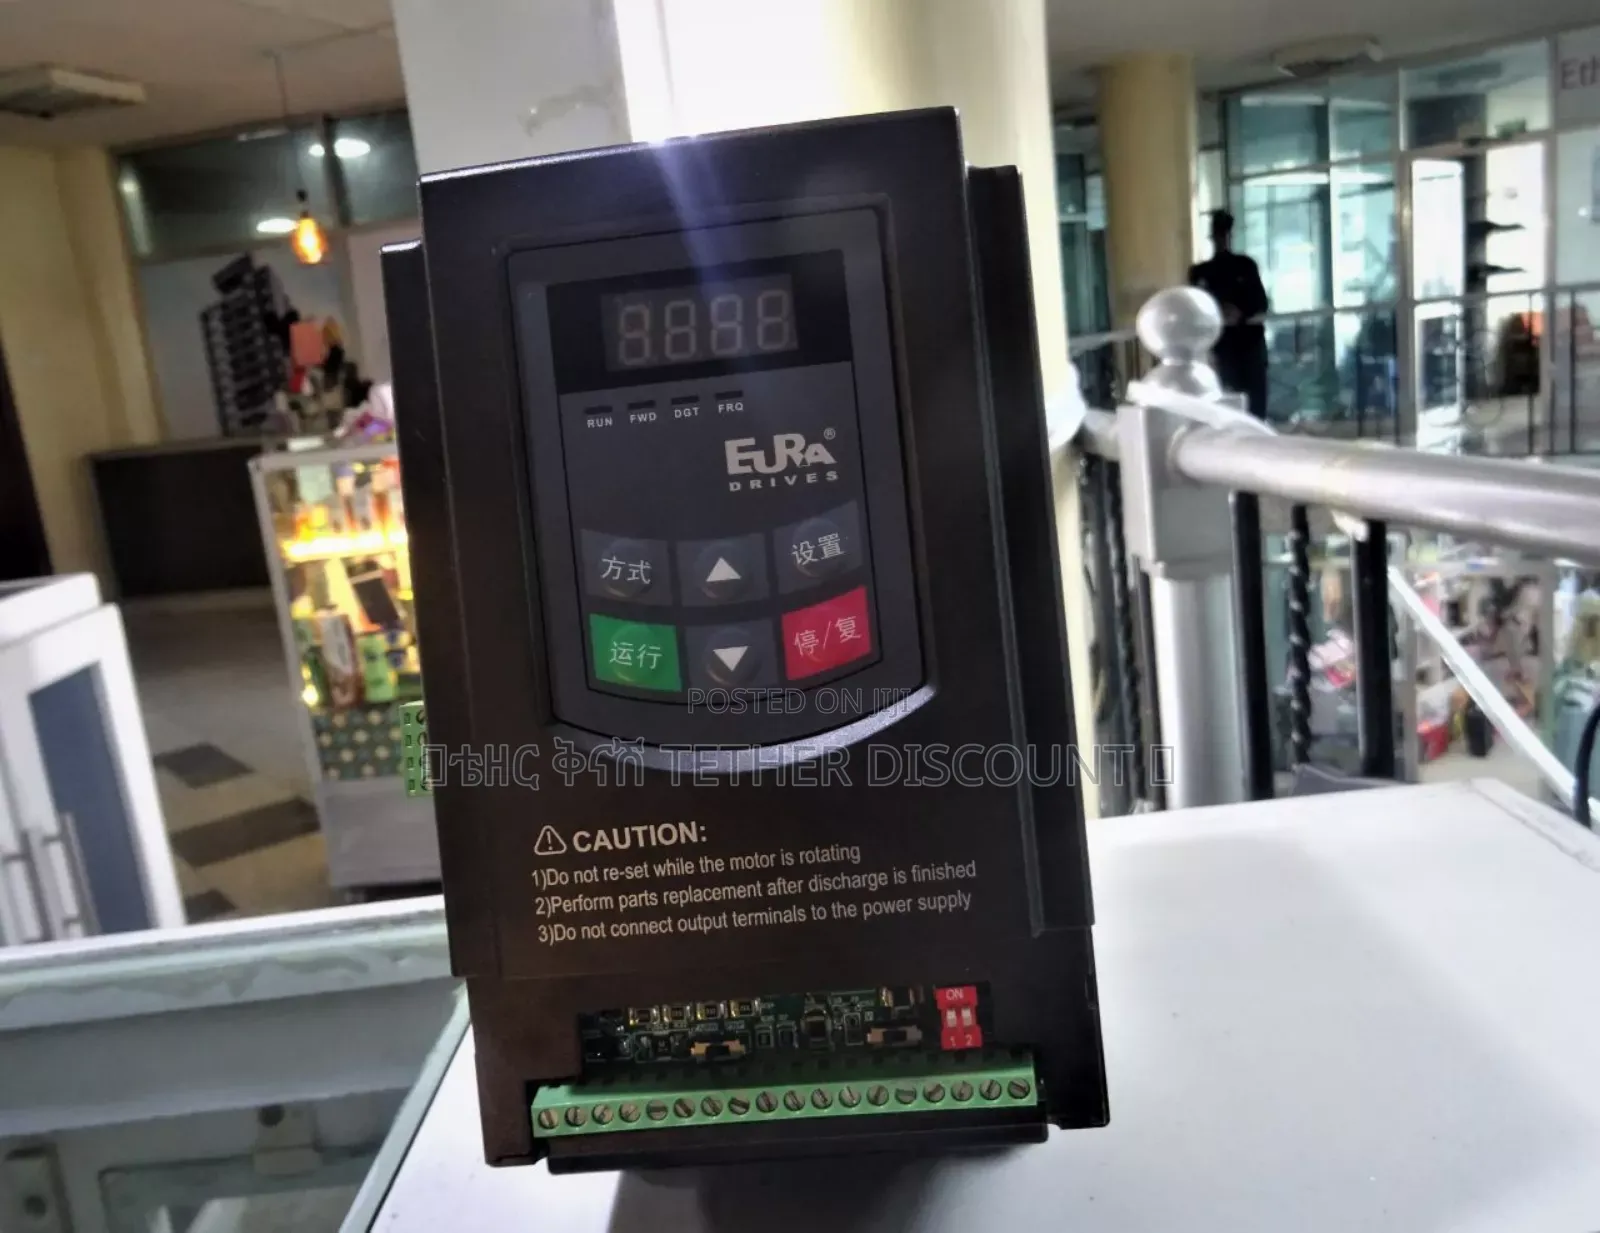 Eth
RUN FWD DGT FRQ
EURA®
DRIVES
方式 ▲ 设置
运行 ▼ 停/复
POSTED ON JIJI
TETHER DISCOUNT
⚠ CAUTION:
1)Do not re-set while the motor is rotating
2)Perform parts replacement after discharge is finished
3)Do not connect output terminals to the power supply
ON
1 2